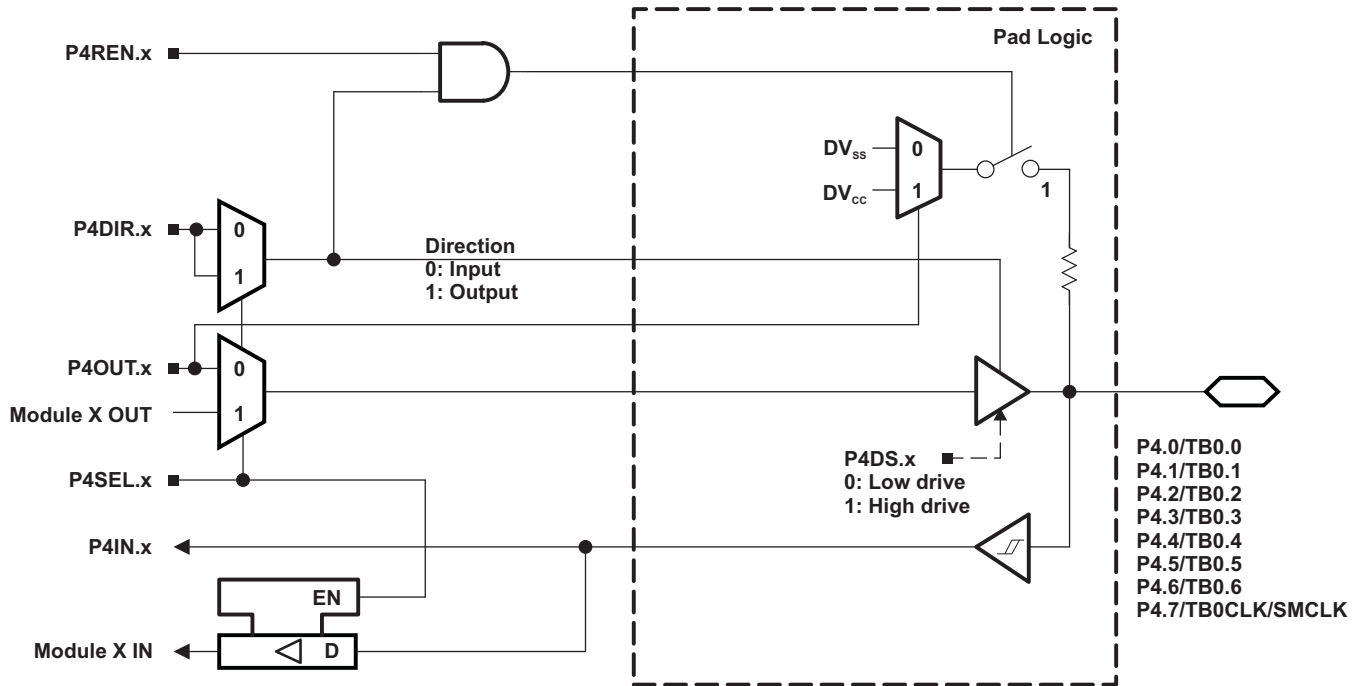 Pad Logic
P4REN.x
DVss
0
DVcc
1
1
P4DIR.x
0
1
Direction
0: Input
1: Output
P4OUT.x
0
Module X OUT
1
P4DS.x
0: Low drive
1: High drive
P4SEL.x
P4IN.x
EN
Module X IN
D
P4.0/TB0.0
P4.1/TB0.1
P4.2/TB0.2
P4.3/TB0.3
P4.4/TB0.4
P4.5/TB0.5
P4.6/TB0.6
P4.7/TB0CLK/SMCLK